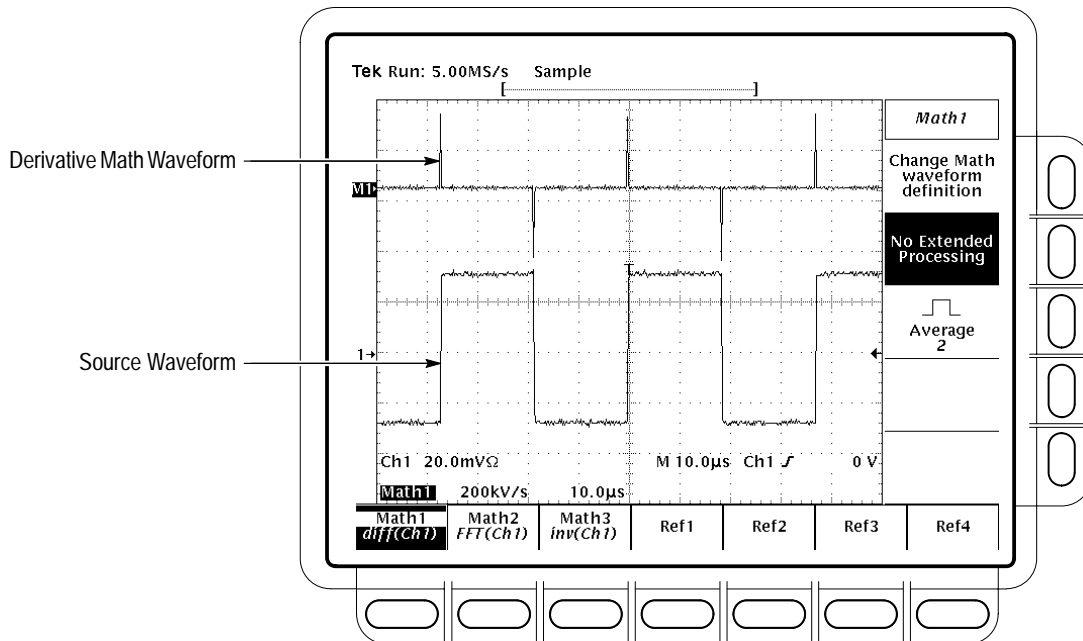 Tek Run: 5.00MS/s Sample
Derivative Math Waveform
M1
Source Waveform
1
Ch1 20.0mVΩ M 10.0µs Ch1 0 V
Math1 200kV/s 10.0µs
Math1
Change Math
waveform
definition
No Extended
Processing
Average
2
Math1
diff(Ch1)
Math2
FFT(Ch1)
Math3
inv(Ch1)
Ref1
Ref2
Ref3
Ref4